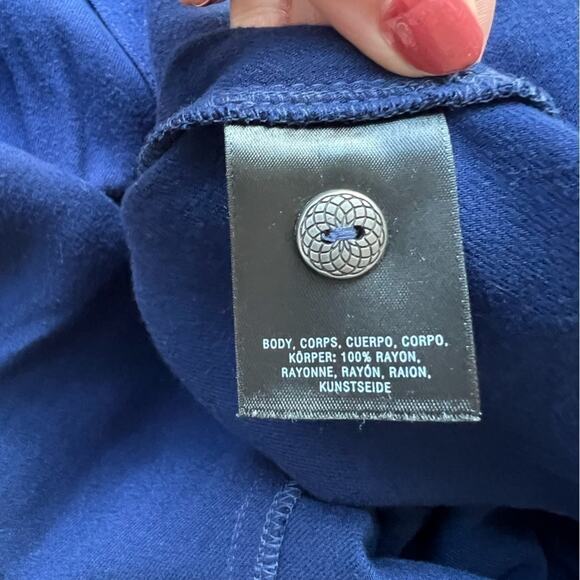 BODY, CORPS, CUERPO, CORPO,
KÖRPER: 100% RAYON,
RAYONNE, RAYÓN, RAION,
KUNSTSEIDE